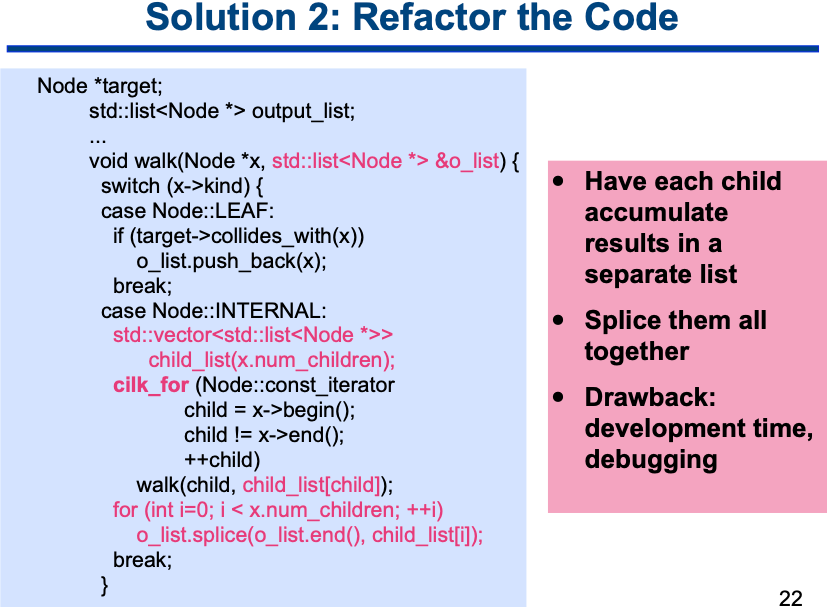 Solution 2: Refactor the Code
Node *target;
std::list<Node *> output_list;
...
void walk(Node *x, std::list<Node *> &o_list) {
switch (x->kind) {
case Node::LEAF:
if (target->collides_with(x))
o_list.push_back(x);
break;
case Node::INTERNAL:
std::vector<std::list<Node *>>
child_list(x.num_children);
cilk_for (Node::const_iterator
child = x->begin();
child != x->end();
++child)
walk(child, child_list[child]);
for (int i=0; i < x.num_children; ++i)
o_list.splice(o_list.end(), child_list[i]);
break;
}
• Have each child
accumulate
results in a
separate list
• Splice them all
together
• Drawback:
development time,
debugging
22